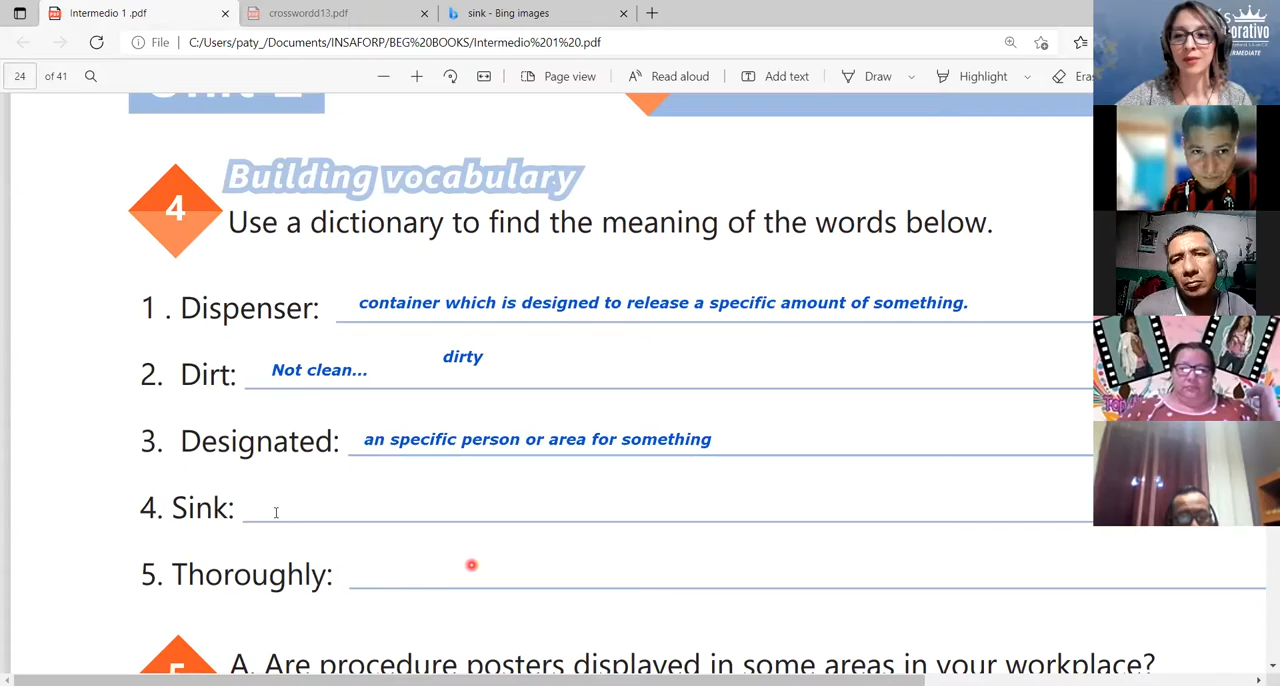 Intermedio 1 .pdf
crosswordd13.pdf
sink - Bing images
File
C:/Users/paty_/Documents/INSAFORP/BEG%20BOOKS/Intermedio%201%20.pdf
24 of 41
Page view
Read aloud
Add text
Draw
Highlight
Building vocabulary
4
Use a dictionary to find the meaning of the words below.
1 . Dispenser: container which is designed to release a specific amount of something.
2. Dirt: Not clean... dirty
3. Designated: an specific person or area for something
4. Sink:
5. Thoroughly:
5
A. Are procedure posters displayed in some areas in your workplace?